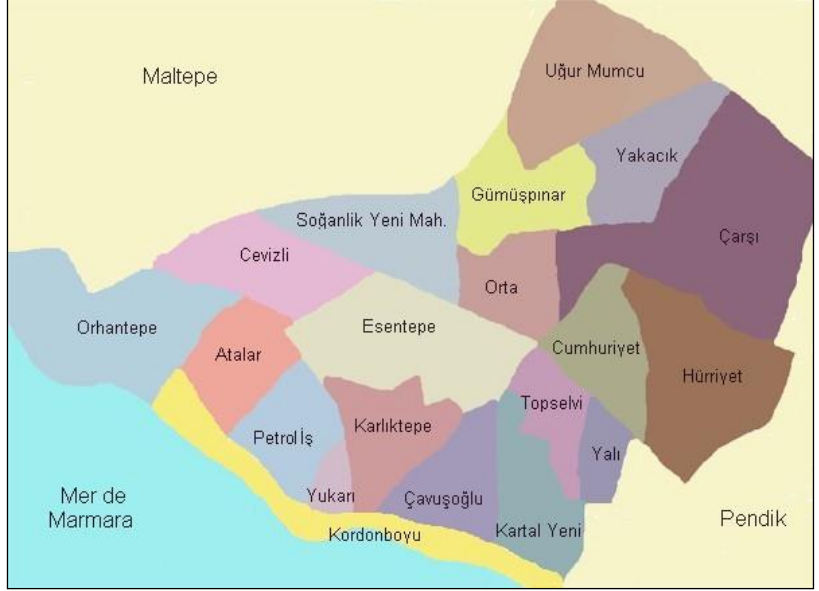 Maltepe
Uğur Mumcu
Yakacık
Gümüşpınar
Soğanlik Yeni Mah.
Çarşı
Cevizli
Orta
Orhantepe
Esentepe
Cumhuriyet
Atalar
Hürriyet
Topselvi
Karlıktepe
Petrol İş
Yalı
Yukarı
Çavuşoğlu
Mer de
Marmara
Pendik
Kartal Yeni
Kordonboyu